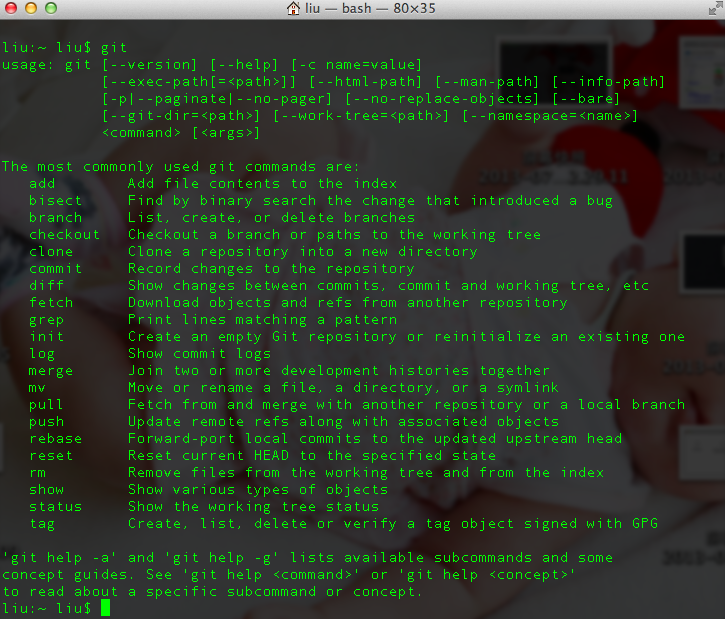 liu — bash — 80×35
liu:~ liu$ git
usage: git [--version] [--help] [-c name=value]
           [--exec-path[=<path>]] [--html-path] [--man-path] [--info-path]
           [-p|--paginate|--no-pager] [--no-replace-objects] [--bare]
           [--git-dir=<path>] [--work-tree=<path>] [--namespace=<name>]
           <command> [<args>]
The most commonly used git commands are:
   add        Add file contents to the index
   bisect     Find by binary search the change that introduced a bug
   branch     List, create, or delete branches
   checkout   Checkout a branch or paths to the working tree
   clone      Clone a repository into a new directory
   commit     Record changes to the repository
   diff       Show changes between commits, commit and working tree, etc
   fetch      Download objects and refs from another repository
   grep       Print lines matching a pattern
   init       Create an empty Git repository or reinitialize an existing one
   log        Show commit logs
   merge      Join two or more development histories together
   mv         Move or rename a file, a directory, or a symlink
   pull       Fetch from and merge with another repository or a local branch
   push       Update remote refs along with associated objects
   rebase     Forward-port local commits to the updated upstream head
   reset      Reset current HEAD to the specified state
   rm         Remove files from the working tree and from the index
   show       Show various types of objects
   status     Show the working tree status
   tag        Create, list, delete or verify a tag object signed with GPG
'git help -a' and 'git help -g' lists available subcommands and some
concept guides. See 'git help <command>' or 'git help <concept>'
to read about a specific subcommand or concept.
liu:~ liu$